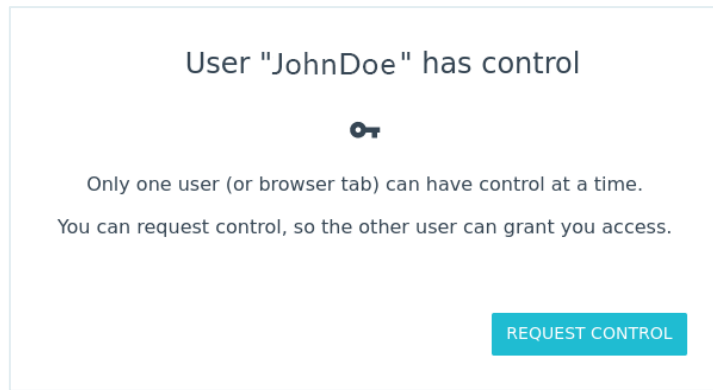 User "JohnDoe" has control
Only one user (or browser tab) can have control at a time.
You can request control, so the other user can grant you access.
REQUEST CONTROL